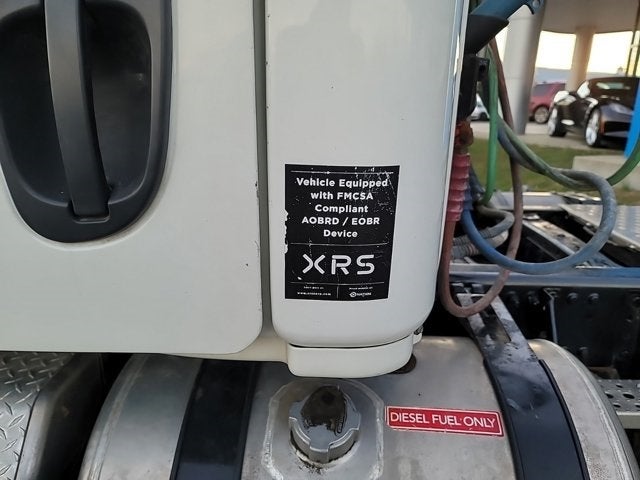 Vehicle Equipped
with FMCSA
Compliant
AOBRD / EOBR
Device
XRS
DIESEL FUEL ONLY